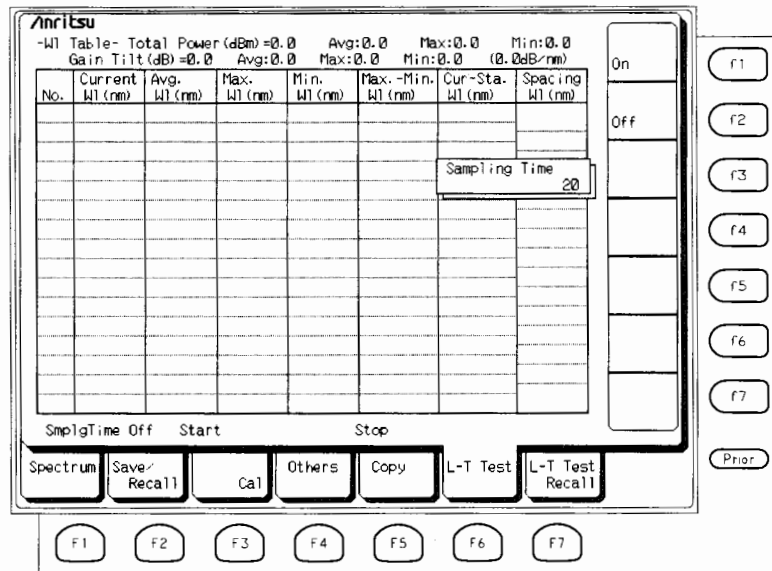 Anritsu
-Wl Table- Total Power(dBm)=0.0 Avg:0.0 Max:0.0 Min:0.0
Gain Tilt(dB)=0.0 Avg:0.0 Max:0.0 Min:0.0 (0.0dB/nm)
No. Current Wl(nm) Avg. Wl(nm) Max. Wl(nm) Min. Wl(nm) Max.-Min. Wl(nm) Cur-Sta. Wl(nm) Spacing Wl(nm)
Sampling Time
20
SmplgTime Off Start Stop
On
Off
Spectrum
Save/
Recall
Cal
Others
Copy
L-T Test
L-T Test
Recall
f1
f2
f3
f4
f5
f6
f7
Prior
F1 F2 F3 F4 F5 F6 F7